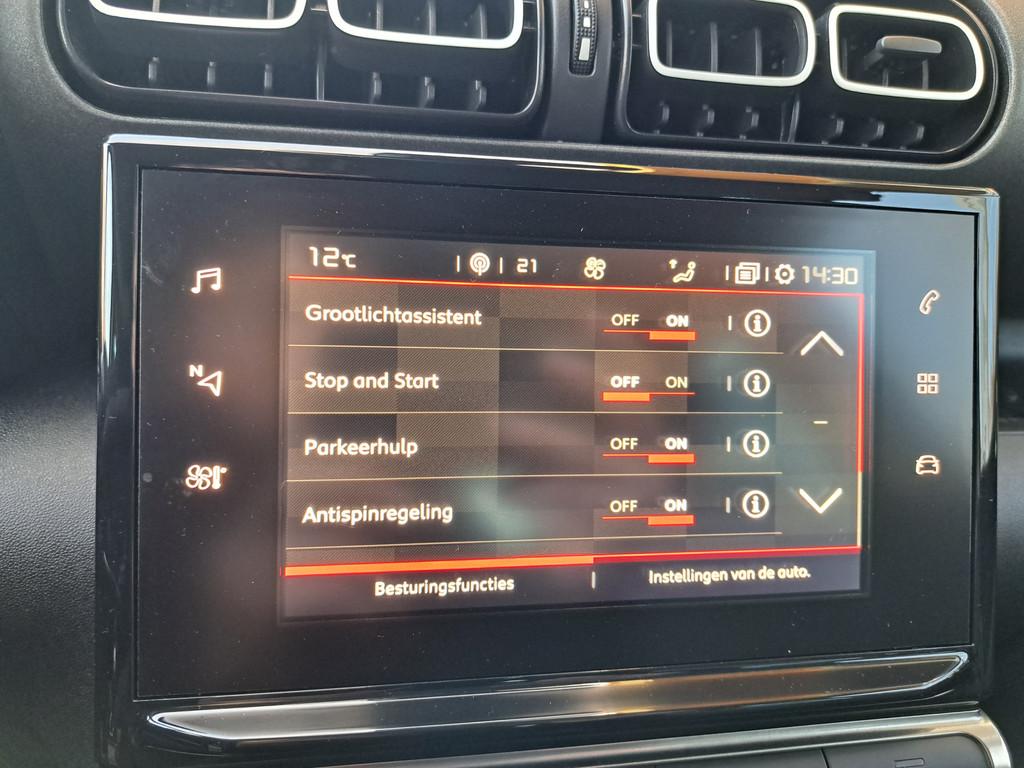 12°C 21 14:30
Grootlichtassistent OFF ON
N
Stop and Start OFF ON
Parkeerhulp OFF ON
Antispinregeling OFF ON
Besturingsfuncties Instellingen van de auto.